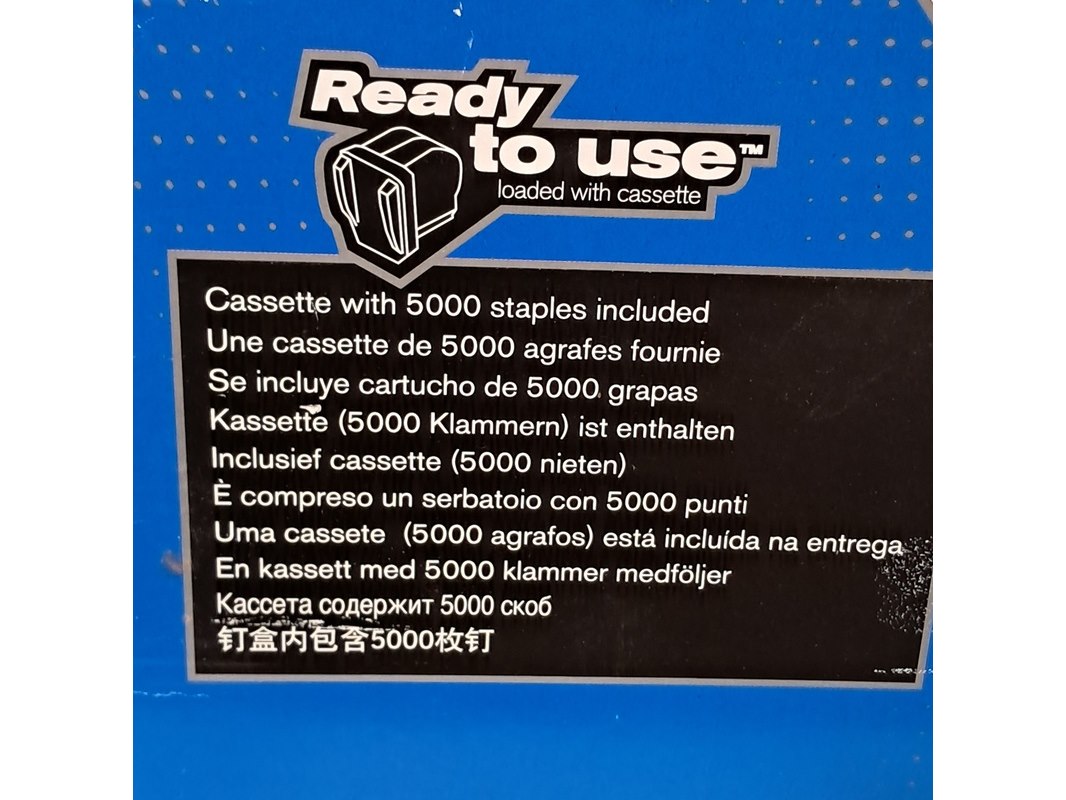 Ready
to use™
loaded with cassette
Cassette with 5000 staples included
Une cassette de 5000 agrafes fournie
Se incluye cartucho de 5000 grapas
Kassette (5000 Klammern) ist enthalten
Inclusief cassette (5000 nieten)
È compreso un serbatoio con 5000 punti
Uma cassete (5000 agrafos) está incluída na entrega
En kassett med 5000 klammer medföljer
Кассета содержит 5000 скоб
钉盒内包含5000枚钉